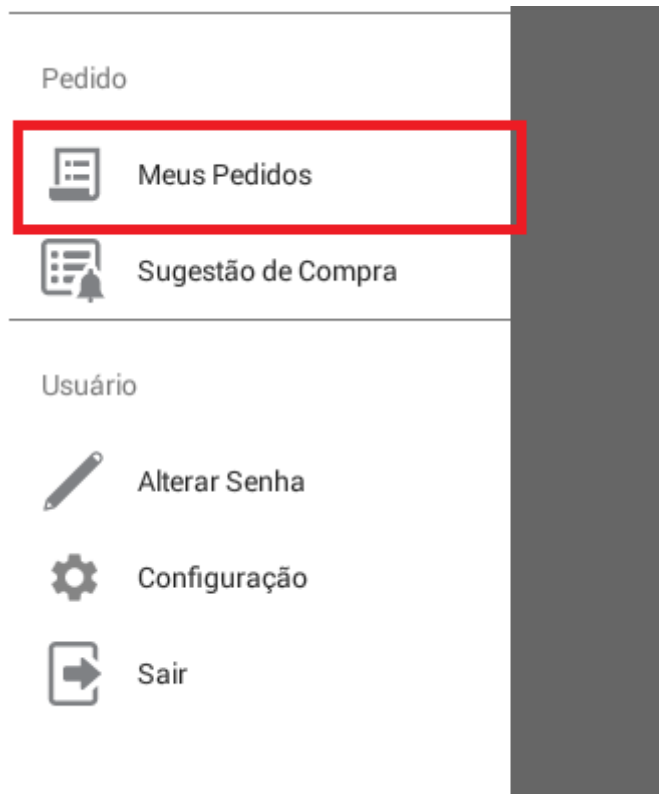 Pedido
Meus Pedidos
Sugestão de Compra
Usuário
Alterar Senha
Configuração
Sair